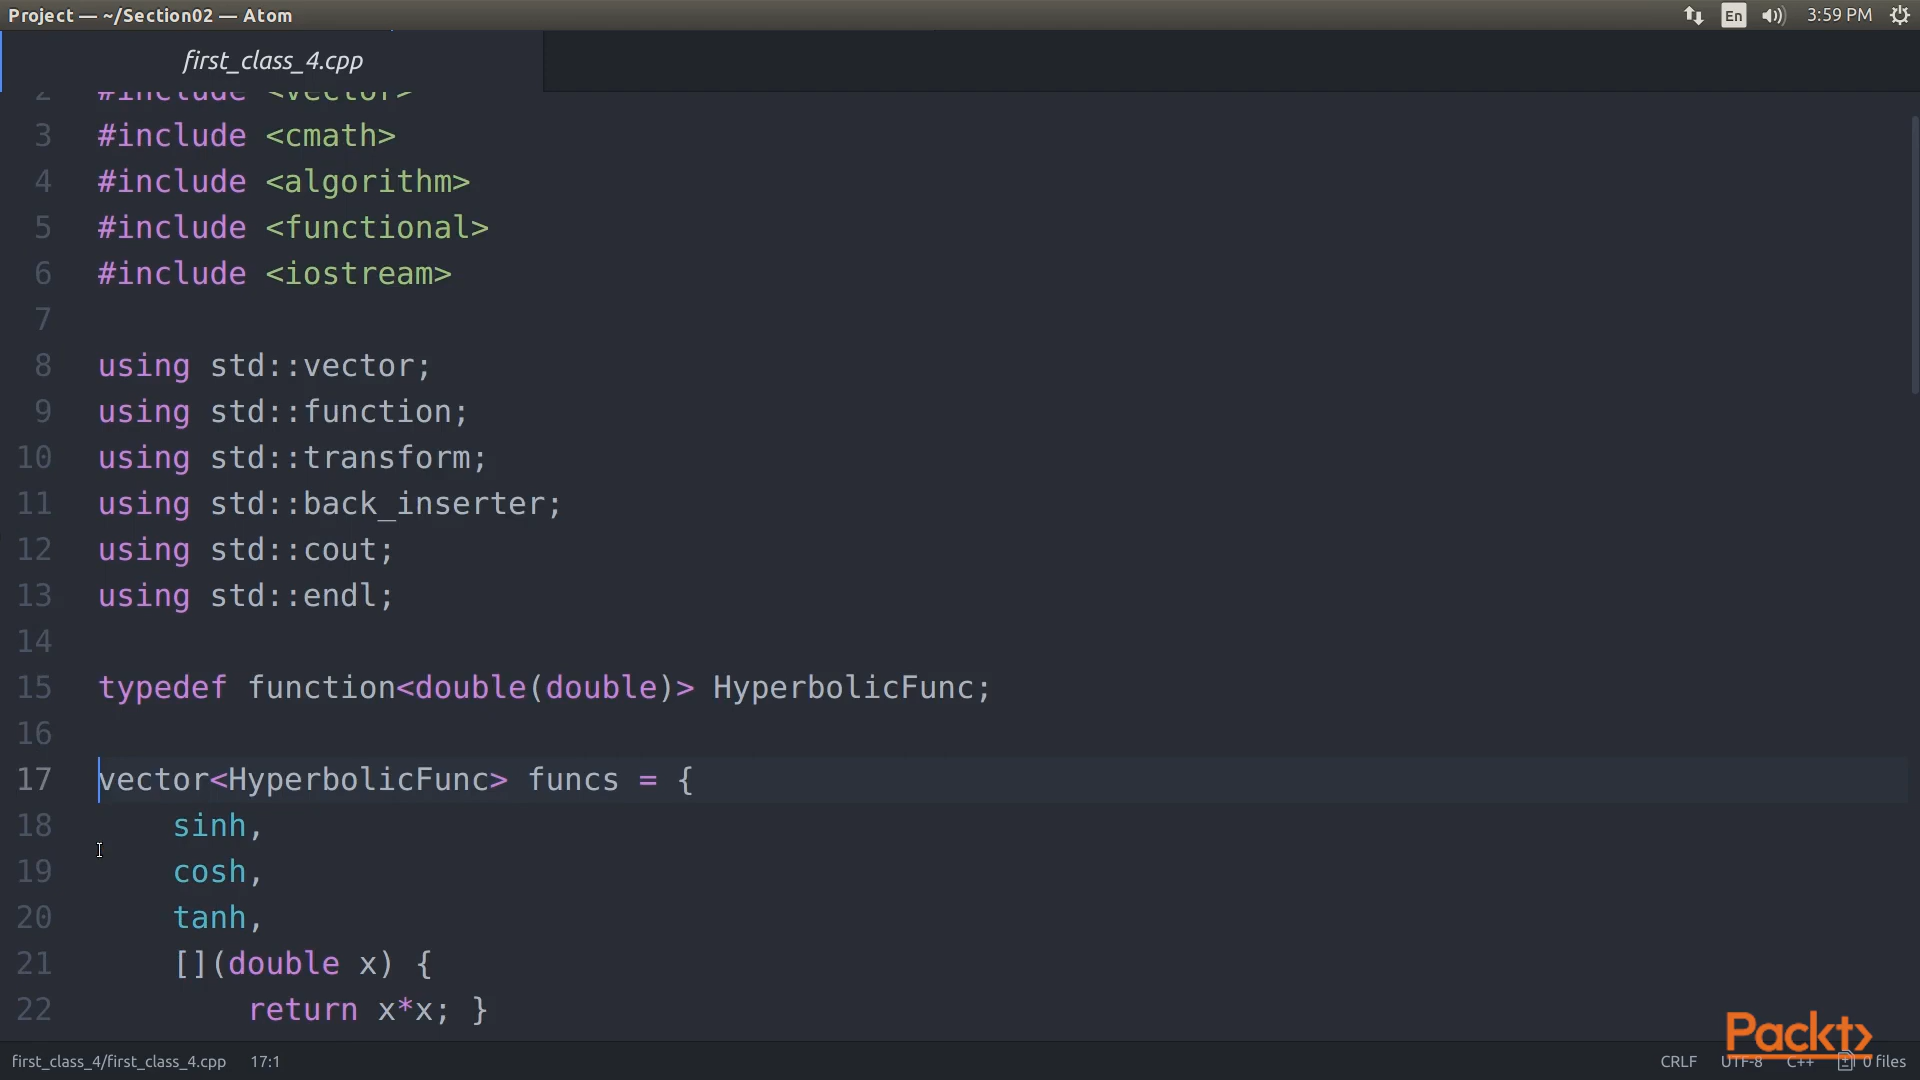 Project — ~/Section02 — Atom
En
3:59 PM
first_class_4.cpp
2 #include <vector>
3 #include <cmath>
4 #include <algorithm>
5 #include <functional>
6 #include <iostream>
7
8 using std::vector;
9 using std::function;
10 using std::transform;
11 using std::back_inserter;
12 using std::cout;
13 using std::endl;
14
15 typedef function<double(double)> HyperbolicFunc;
16
17 vector<HyperbolicFunc> funcs = {
18 sinh,
19 cosh,
20 tanh,
21 [](double x) {
22 return x*x; }
Packt>
first_class_4/first_class_4.cpp 17:1
CRLF UTF-8 C++ 0 files